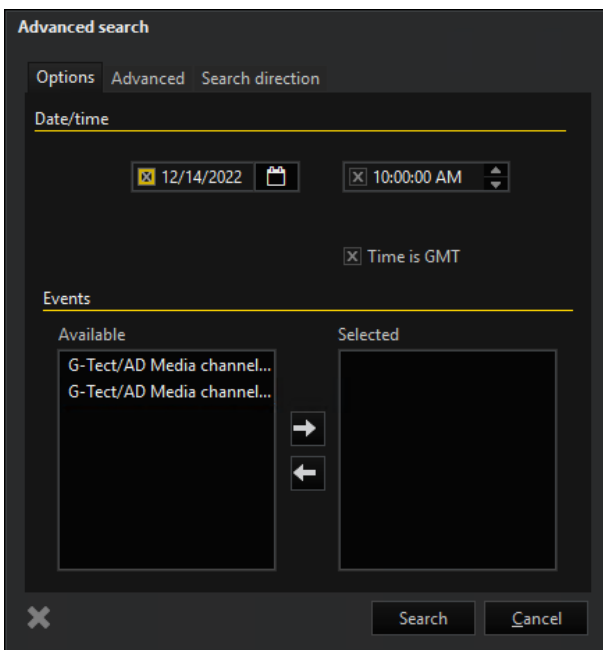 Advanced search
Options Advanced Search direction
Date/time
12/14/2022 10:00:00 AM
Time is GMT
Events
Available Selected
G-Tect/AD Media channel...
G-Tect/AD Media channel...
Search Cancel